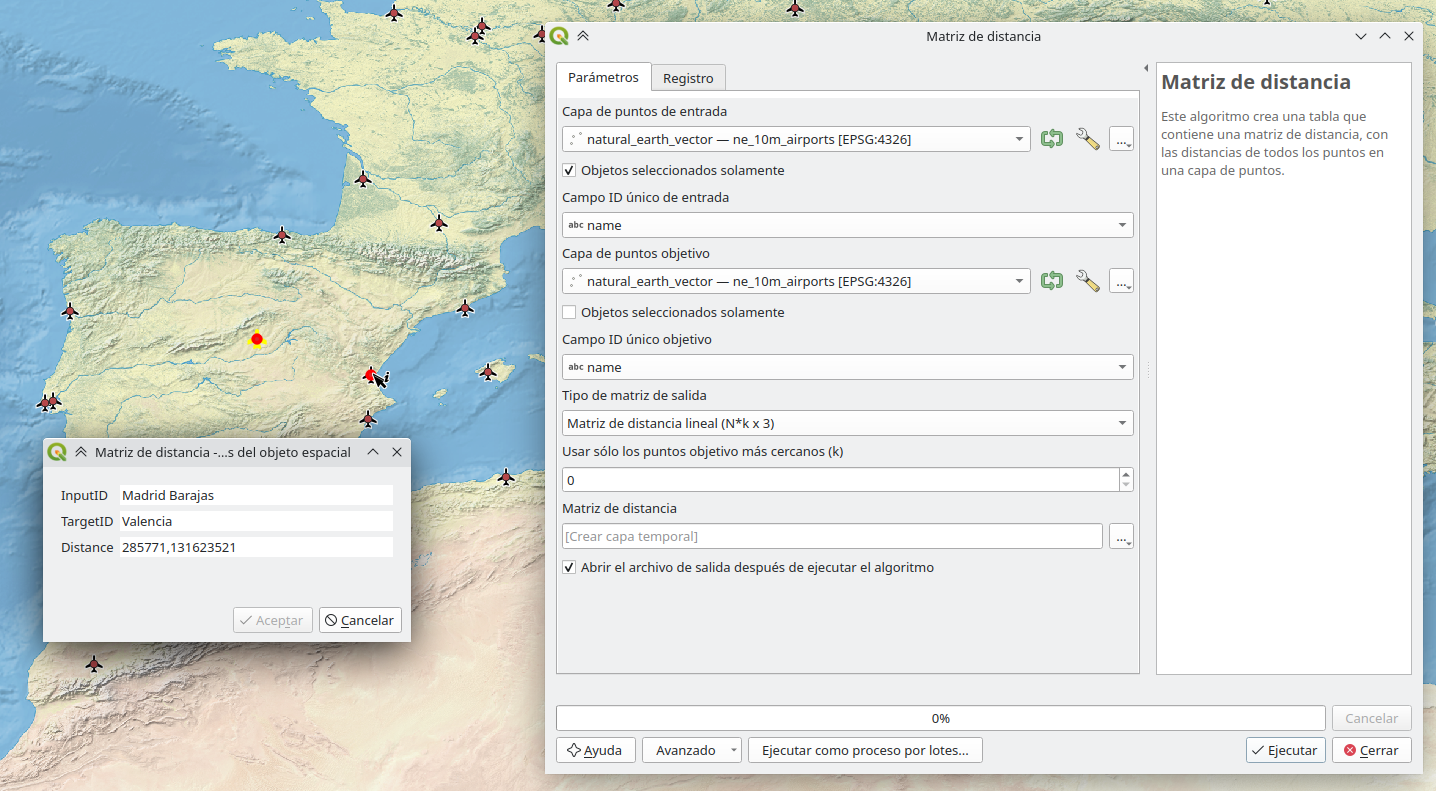 Matriz de distancia
Parámetros
Registro
Capa de puntos de entrada
natural_earth_vector — ne_10m_airports [EPSG:4326]
...
Objetos seleccionados solamente
Campo ID único de entrada
abc name
Capa de puntos objetivo
natural_earth_vector — ne_10m_airports [EPSG:4326]
...
Objetos seleccionados solamente
Campo ID único objetivo
abc name
Tipo de matriz de salida
Matriz de distancia lineal (N*k x 3)
Usar sólo los puntos objetivo más cercanos (k)
0
Matriz de distancia
[Crear capa temporal]
...
Abrir el archivo de salida después de ejecutar el algoritmo
Matriz de distancia
Este algoritmo crea una tabla que
contiene una matriz de distancia, con
las distancias de todos los puntos en
una capa de puntos.
0%
Cancelar
Ayuda
Avanzado
Ejecutar como proceso por lotes...
Ejecutar
Cerrar
Matriz de distancia -...s del objeto espacial
InputID Madrid Barajas
TargetID Valencia
Distance 285771,131623521
Aceptar
Cancelar